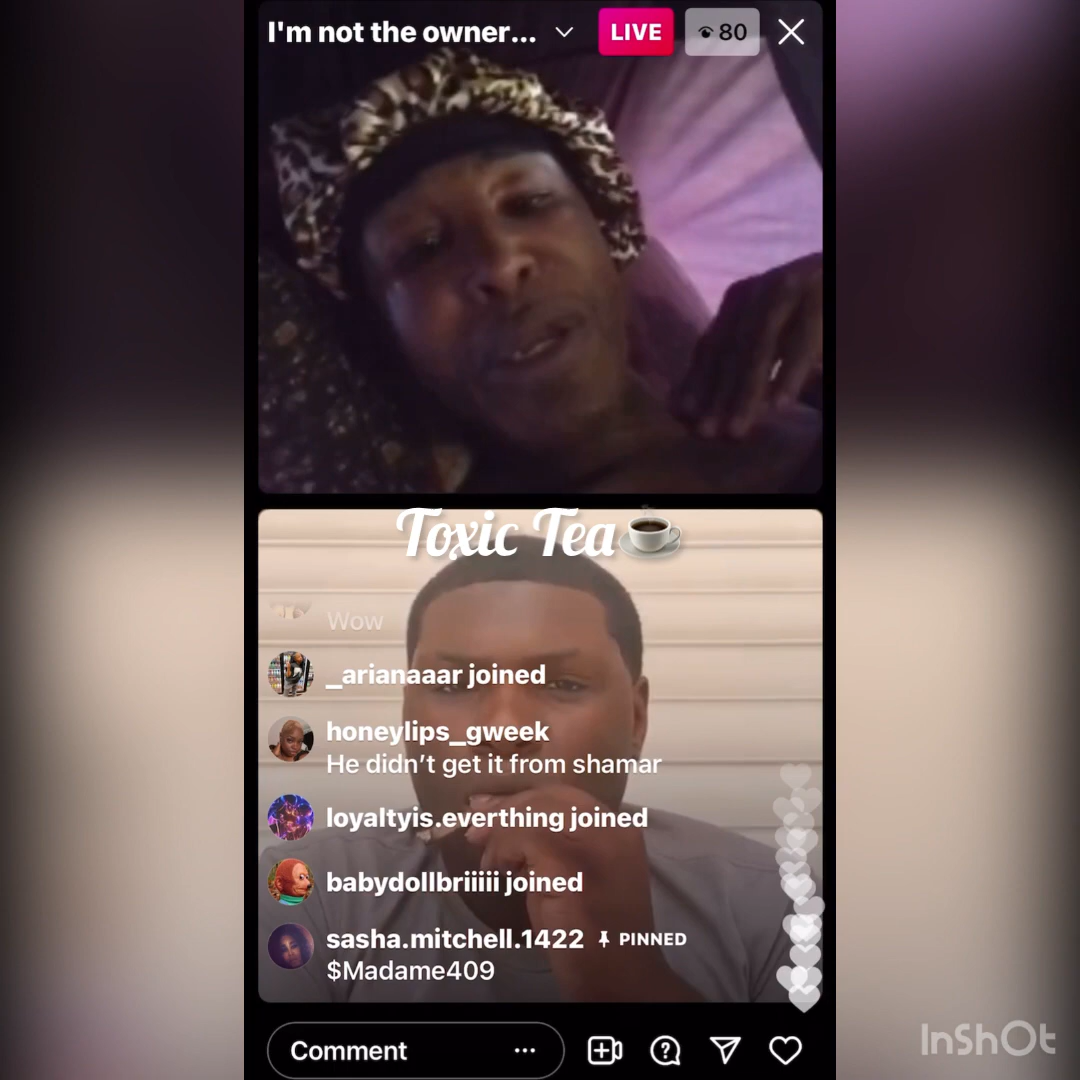 I'm not the owner...
LIVE
80
Toxic Tea
Wow
_arianaaar joined
honeylips_gweek
He didn’t get it from shamar
loyaltyis.everthing joined
babydollbriiiii joined
sasha.mitchell.1422 PINNED
$Madame409
Comment
InShOt